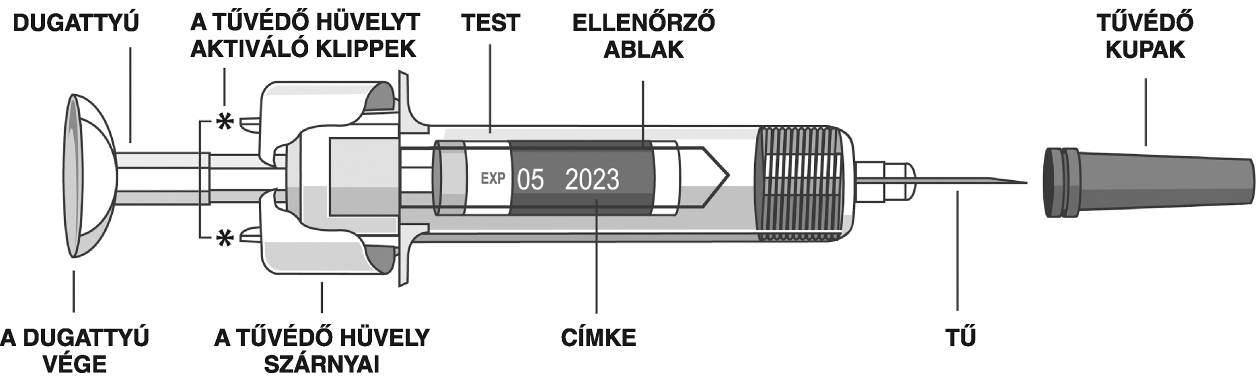 DUGATTYÚ
A TŰVÉDŐ HÜVELYT
AKTIVÁLÓ KLIPPEK
TEST
ELLENŐRZŐ
ABLAK
TŰVÉDŐ
KUPAK
*
EXP 05 2023
*
A DUGATTYÚ
VÉGE
A TŰVÉDŐ HÜVELY
SZÁRNYAI
CÍMKE
TŰ